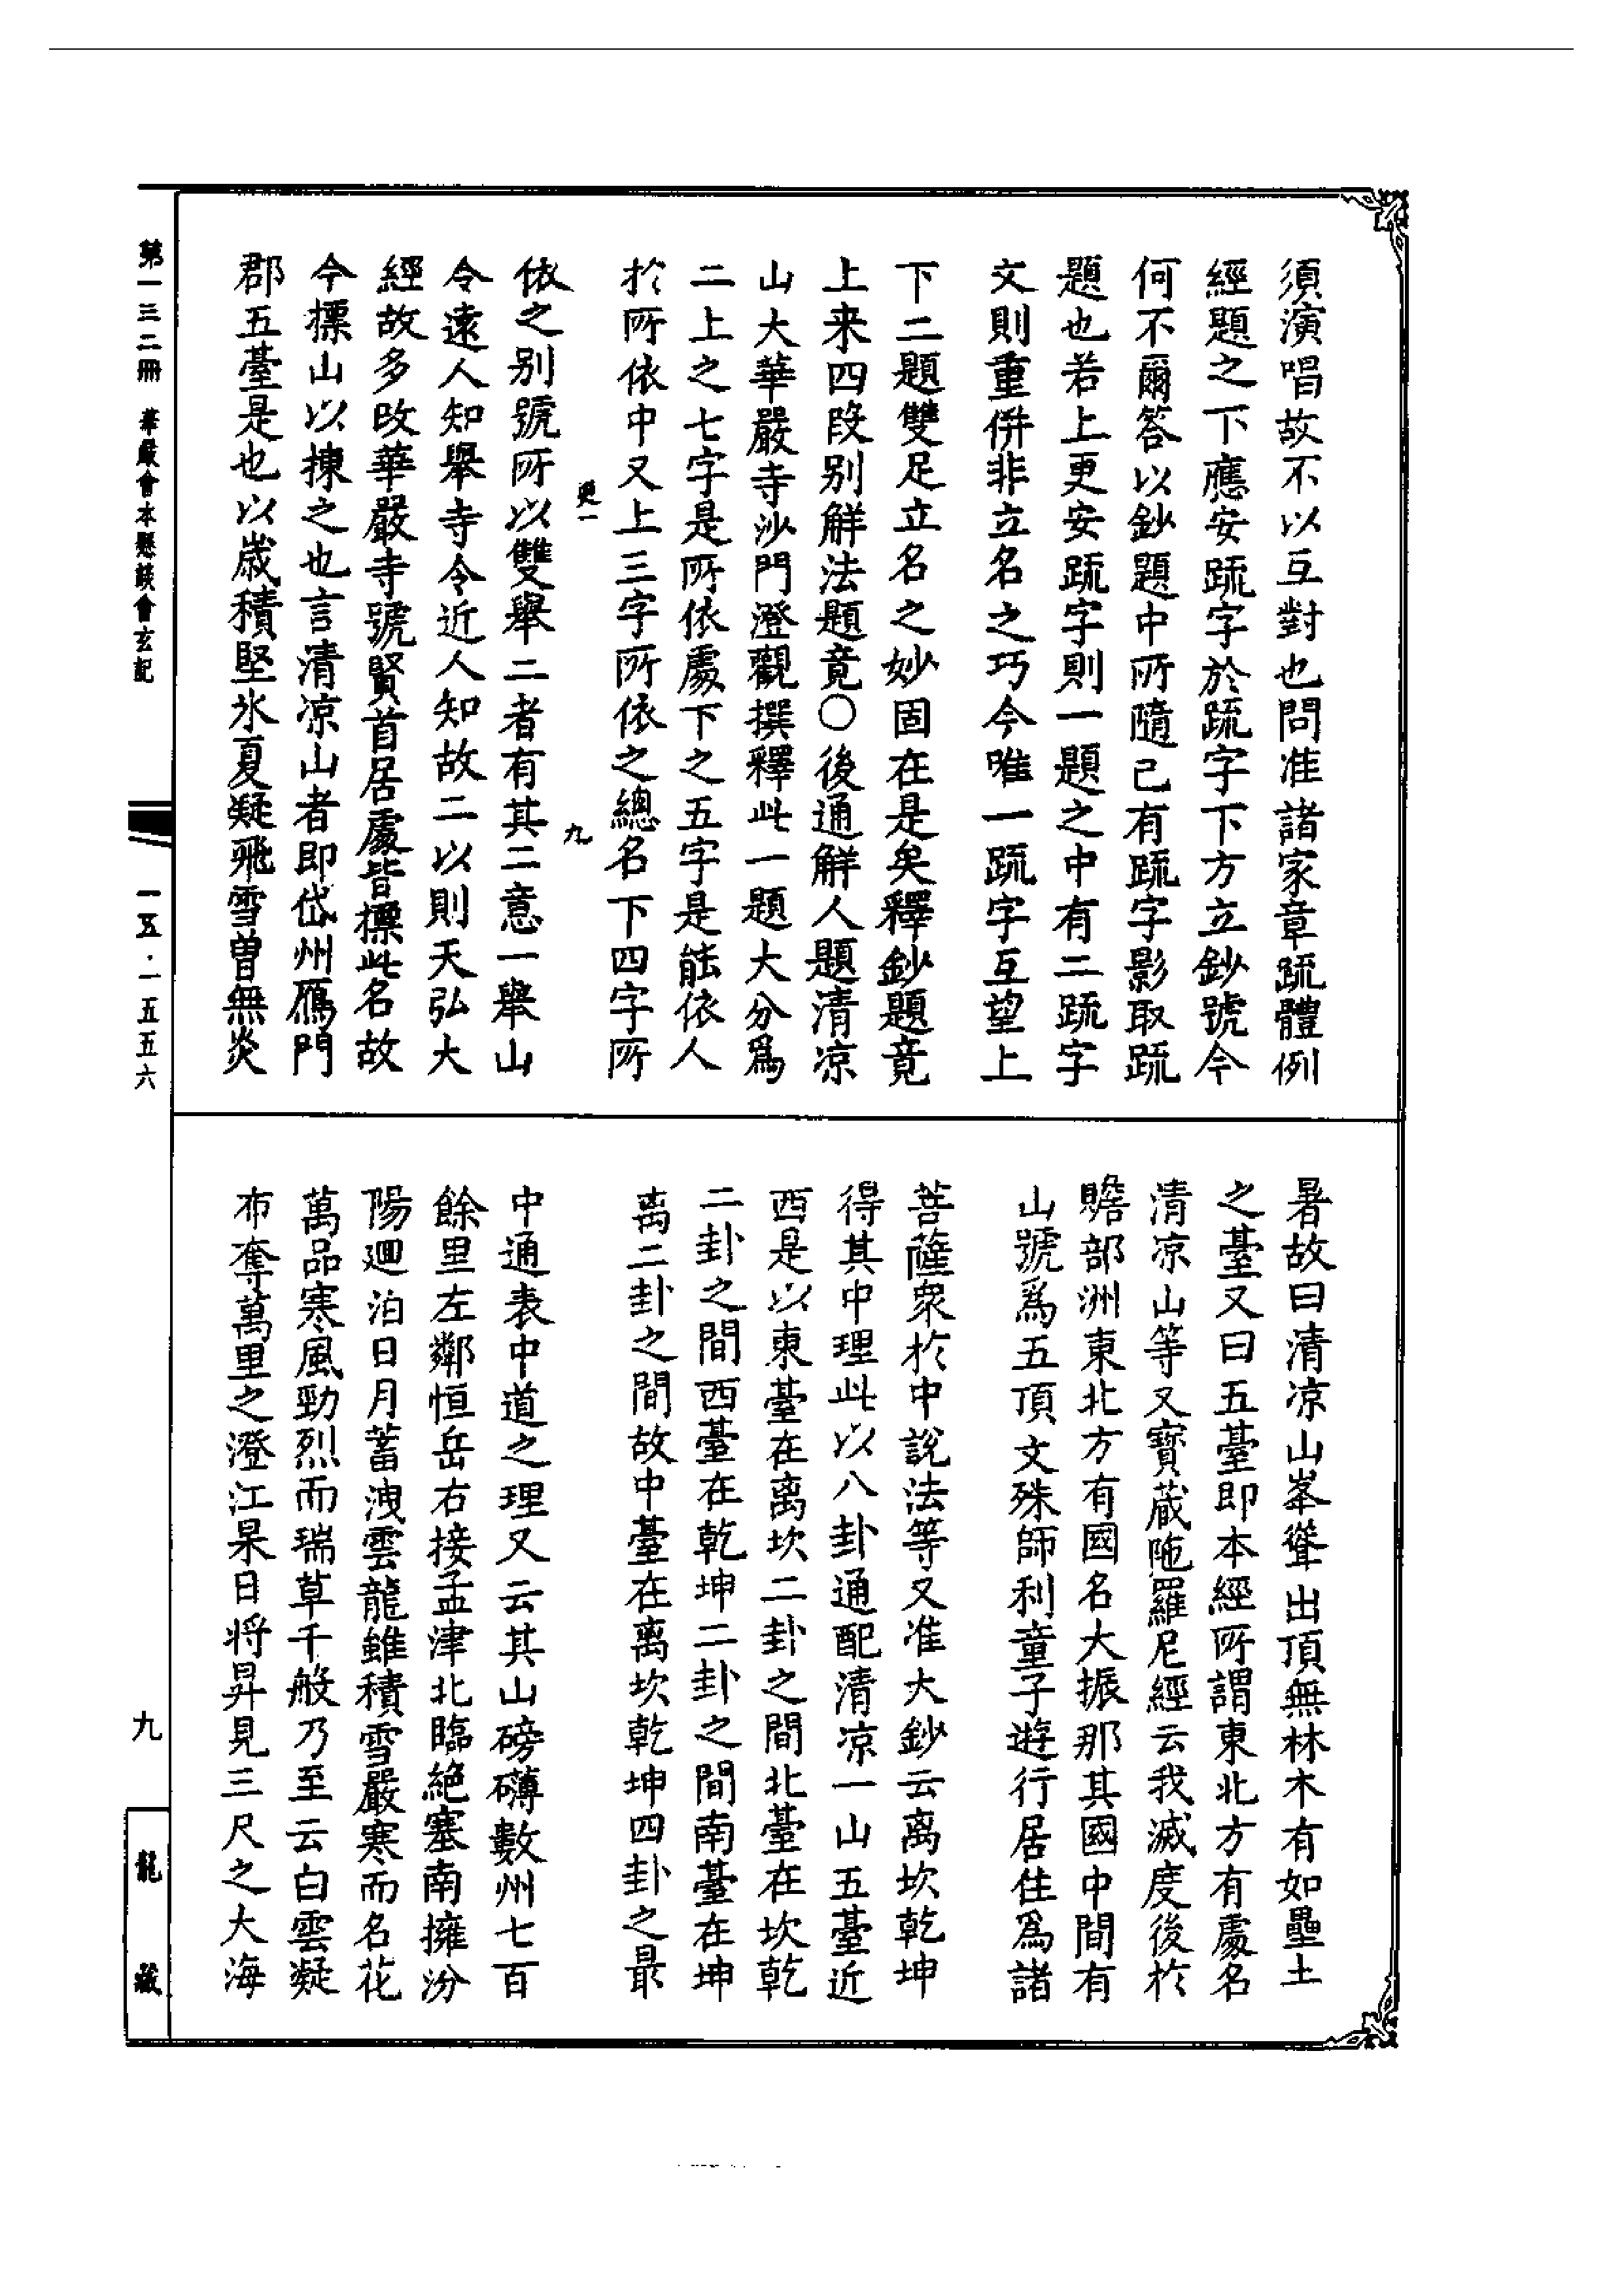 須演唱故不以互對也問准諸家章疏體例
經題之下應安疏字於疏字下方立鈔號今
何不爾答以鈔題中所隨已有疏字影取疏
題也若上更安疏字則一題之中有二疏字
文則重併非立名之巧今唯一疏字互望上
下二題雙足立名之妙固在是矣釋鈔題竟
上来四段别解法題竟〇後通解人題清凉
山大華嚴寺沙門澄觀撰釋此一題大分為
二上之七字是所依處下之五字是能依人
於所依中又上三字所依之總名下四字所
九
依之别號所以雙舉二者有其二意一舉山
令遠人知舉寺令近人知故二以則天弘大
經故多改華嚴寺號賢首居處皆標此名故
今標山以揀之也言清凉山者即岱州鴈門
郡五臺是也以歳積堅氷夏凝飛雪曽無炎
暑故曰清凉山峯聳出頂無林木有如壘土
之臺又曰五臺即本經所謂東北方有處名
清凉山等又寳蔵陁羅尼經云我滅度後於
贍部洲東北方有國名大振那其國中間有
山號為五頂文殊師利童子遊行居住為諸
菩薩衆於中說法等又准大鈔云离坎乾坤
得其中理此以八卦通配清凉一山五臺近
西是以東臺在离坎二卦之間北臺在坎乾
二卦之間西臺在乾坤二卦之間南臺在坤
离二卦之間故中臺在离坎乾坤四卦之最
中通表中道之理又云其山磅礴數州七百
餘里左鄰恒岳右接孟津北臨絶塞南擁汾
陽迴泊日月蓄洩雲龍雖積雪嚴寒而名花
萬品寒風勁烈而瑞草千般乃至云白雲凝
布奪萬里之澄江杲日将昇見三尺之大海
第一三二冊 華嚴會本懸談會玄記
一五·一五五六
九
龍藏